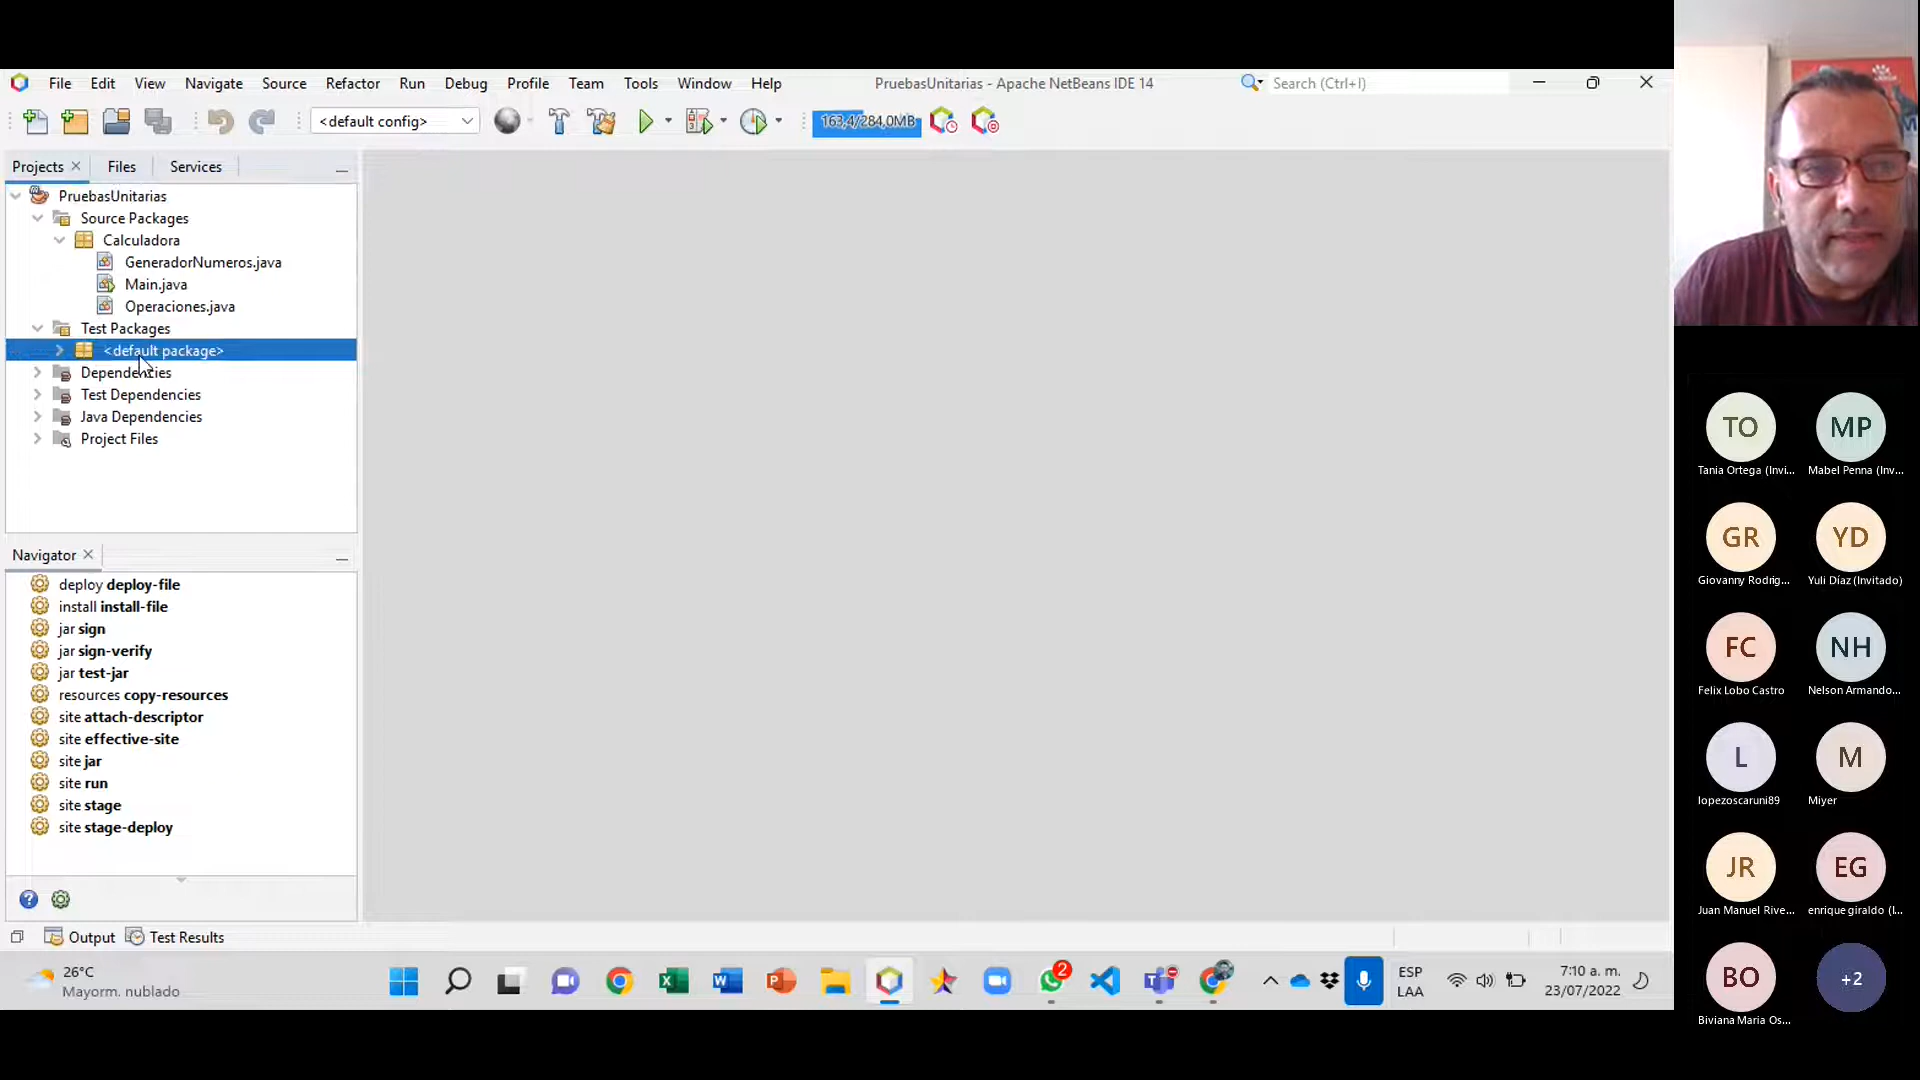 File Edit View Navigate Source Refactor Run Debug Profile Team Tools Window Help
PruebasUnitarias - Apache NetBeans IDE 14
Search (Ctrl+I)
<default config>
163,4/284,0MB
Projects Files Services
PruebasUnitarias
Source Packages
Calculadora
GeneradorNumeros.java
Main.java
Operaciones.java
Test Packages
<default package>
Dependencies
Test Dependencies
Java Dependencies
Project Files
Navigator
deploy deploy-file
install install-file
jar sign
jar sign-verify
jar test-jar
resources copy-resources
site attach-descriptor
site effective-site
site jar
site run
site stage
site stage-deploy
Output Test Results
26°C
Mayorm. nublado
2
ESP
LAA
7:10 a. m.
23/07/2022
TO
Tania Ortega (Invi...
MP
Mabel Penna (Inv...
GR
Giovanny Rodrig...
YD
Yuli Díaz (Invitado)
FC
Felix Lobo Castro
NH
Nelson Armando...
L
lopezoscaruni89
M
Miyer
JR
Juan Manuel Rive...
EG
enrique giraldo (I...
BO
Biviana Maria Os...
+2